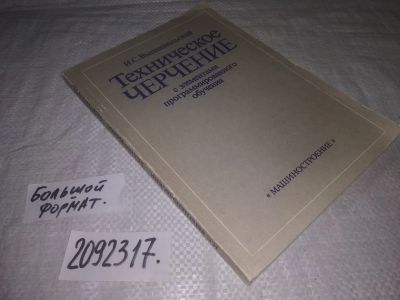 И.С. Вышнепольский
Техническое
ЧЕРЧЕНИЕ
с элементами
программированного
обучения
«МАШИНОСТРОЕНИЕ»
БОЛЬШОЙ
ФОРМАТ.
2092317.